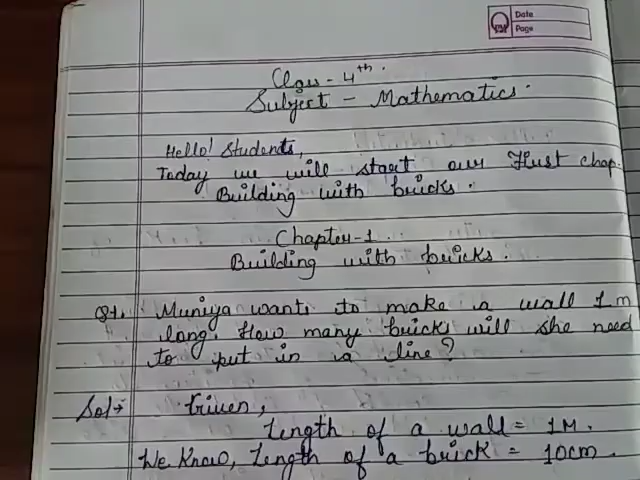 Date
Page
Class - 4th.
Subject - Mathematics.
Hello! Students,
Today we will start our First chap.
Building with bricks.
Chapter-1
Building with bricks.
Q1. Muniya wants to make a wall 1 m
long. How many bricks will she need
to put in a line?
Sol→ Given,
Length of a wall = 1M.
We Know, Length of a brick = 10cm.